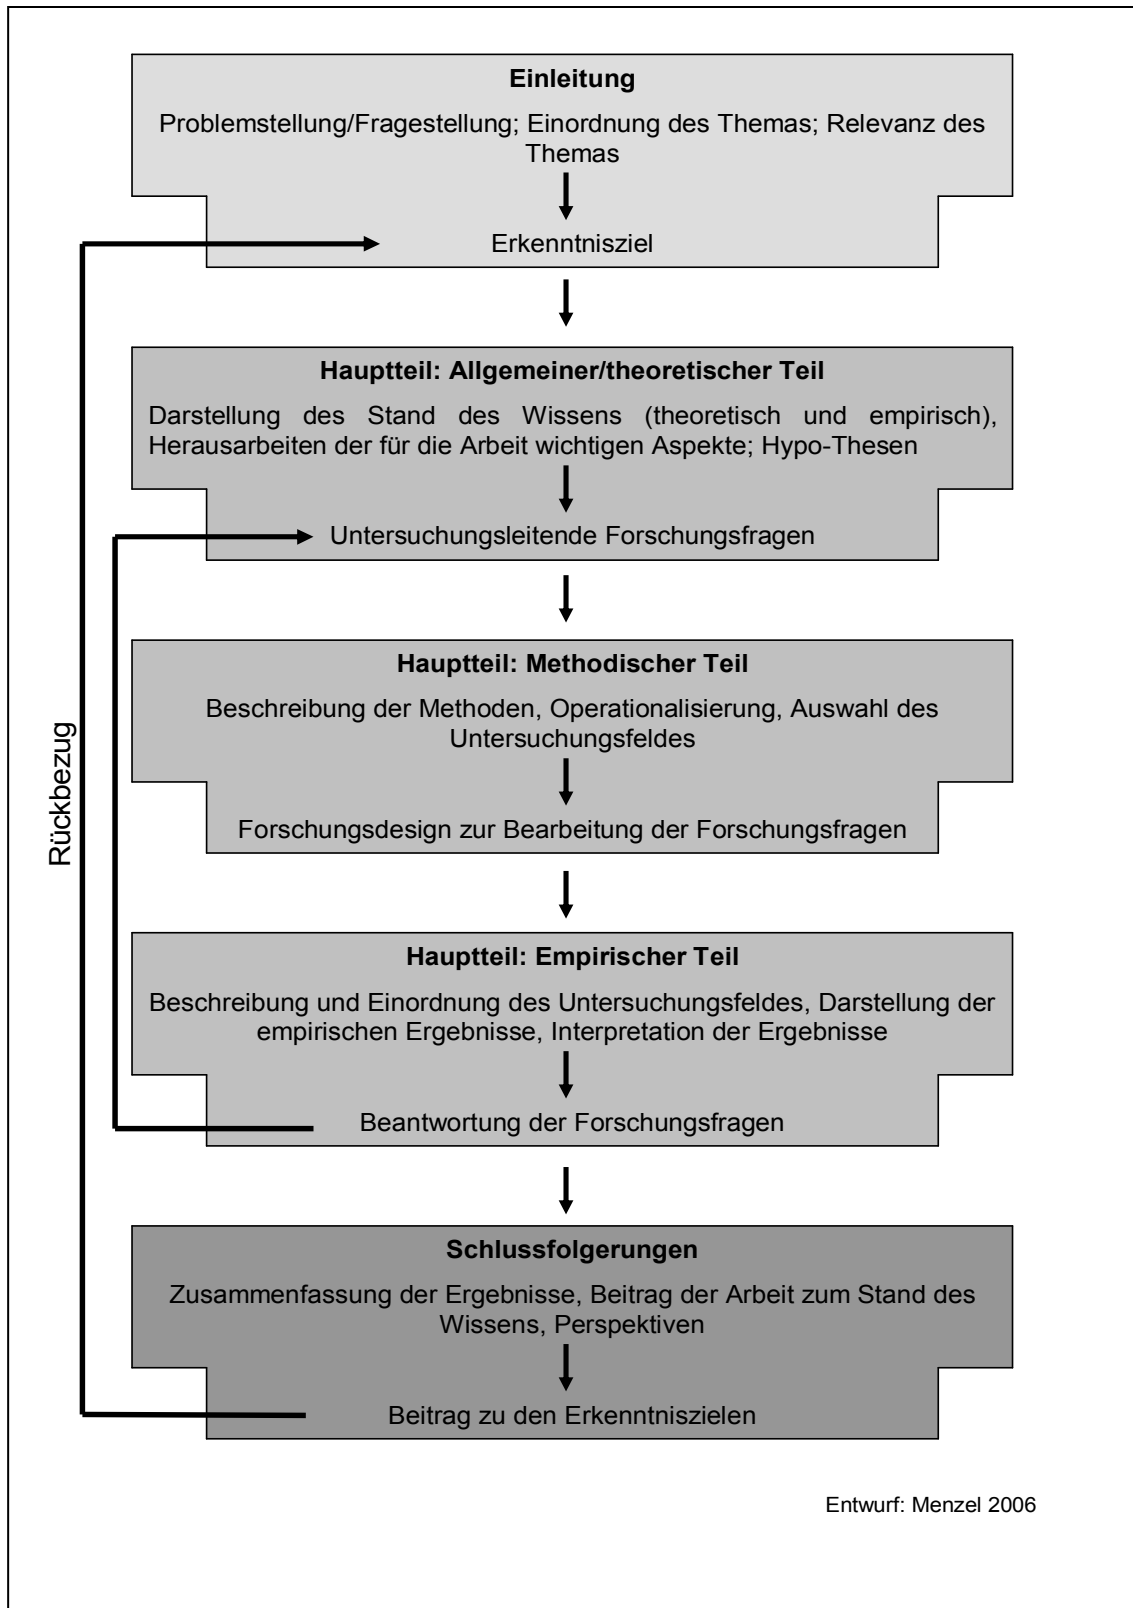 Einleitung
Problemstellung/Fragestellung; Einordnung des Themas; Relevanz des
Themas
Erkenntnisziel
Hauptteil: Allgemeiner/theoretischer Teil
Darstellung des Stand des Wissens (theoretisch und empirisch),
Herausarbeiten der für die Arbeit wichtigen Aspekte; Hypo-Thesen
Untersuchungsleitende Forschungsfragen
Hauptteil: Methodischer Teil
Beschreibung der Methoden, Operationalisierung, Auswahl des
Untersuchungsfeldes
Forschungsdesign zur Bearbeitung der Forschungsfragen
Rückbezug
Hauptteil: Empirischer Teil
Beschreibung und Einordnung des Untersuchungsfeldes, Darstellung der
empirischen Ergebnisse, Interpretation der Ergebnisse
Beantwortung der Forschungsfragen
Schlussfolgerungen
Zusammenfassung der Ergebnisse, Beitrag der Arbeit zum Stand des
Wissens, Perspektiven
Beitrag zu den Erkenntniszielen
Entwurf: Menzel 2006